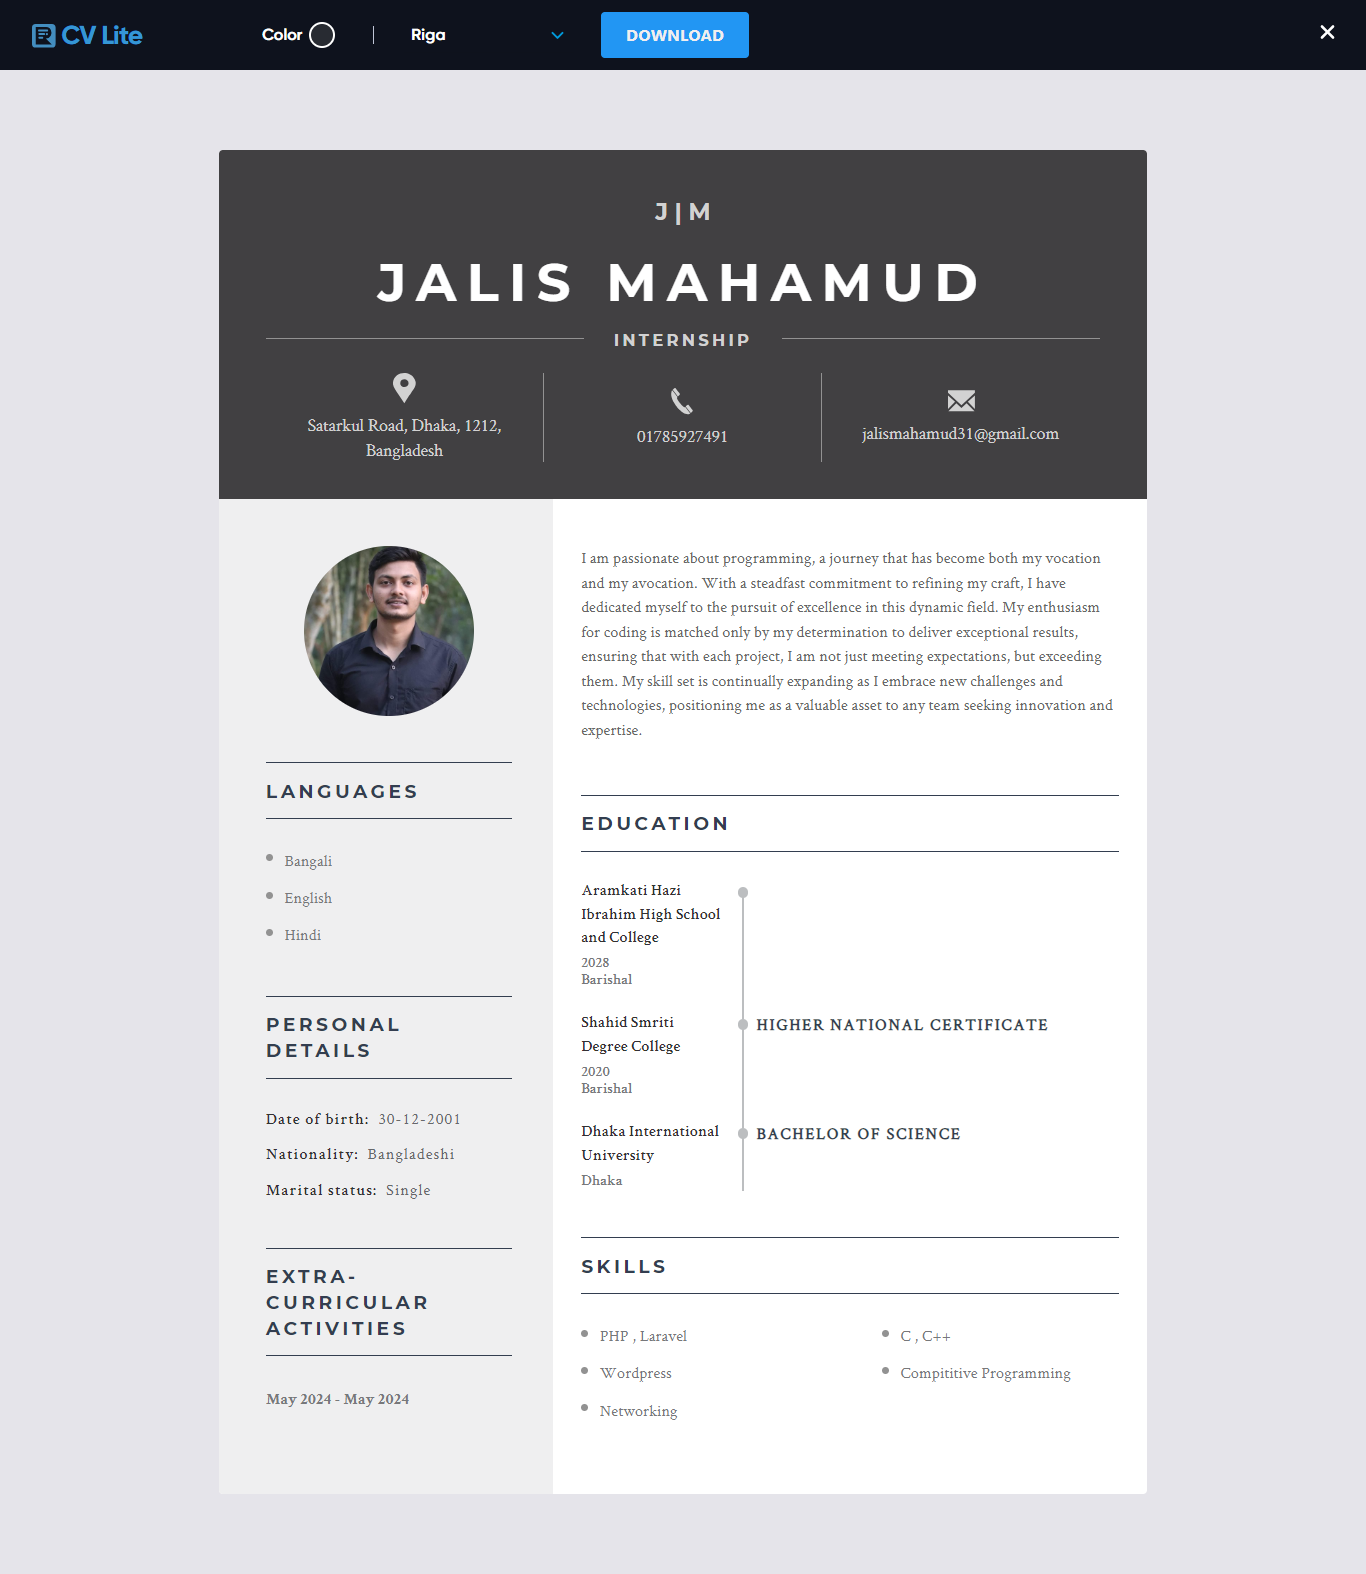 CV Lite
Color
Riga
DOWNLOAD
J|M
JALIS MAHAMUD
INTERNSHIP
Satarkul Road, Dhaka, 1212,
Bangladesh
01785927491
jalismahamud31@gmail.com
LANGUAGES
Bangali
English
Hindi
PERSONAL
DETAILS
Date of birth: 30-12-2001
Nationality: Bangladeshi
Marital status: Single
EXTRA-
CURRICULAR
ACTIVITIES
May 2024 - May 2024
I am passionate about programming, a journey that has become both my vocation
and my avocation. With a steadfast commitment to refining my craft, I have
dedicated myself to the pursuit of excellence in this dynamic field. My enthusiasm
for coding is matched only by my determination to deliver exceptional results,
ensuring that with each project, I am not just meeting expectations, but exceeding
them. My skill set is continually expanding as I embrace new challenges and
technologies, positioning me as a valuable asset to any team seeking innovation and
expertise.
EDUCATION
Aramkati Hazi
Ibrahim High School
and College
2028
Barishal
Shahid Smriti
Degree College
2020
Barishal
HIGHER NATIONAL CERTIFICATE
Dhaka International
University
Dhaka
BACHELOR OF SCIENCE
SKILLS
PHP , Laravel
Wordpress
Networking
C , C++
Compititive Programming